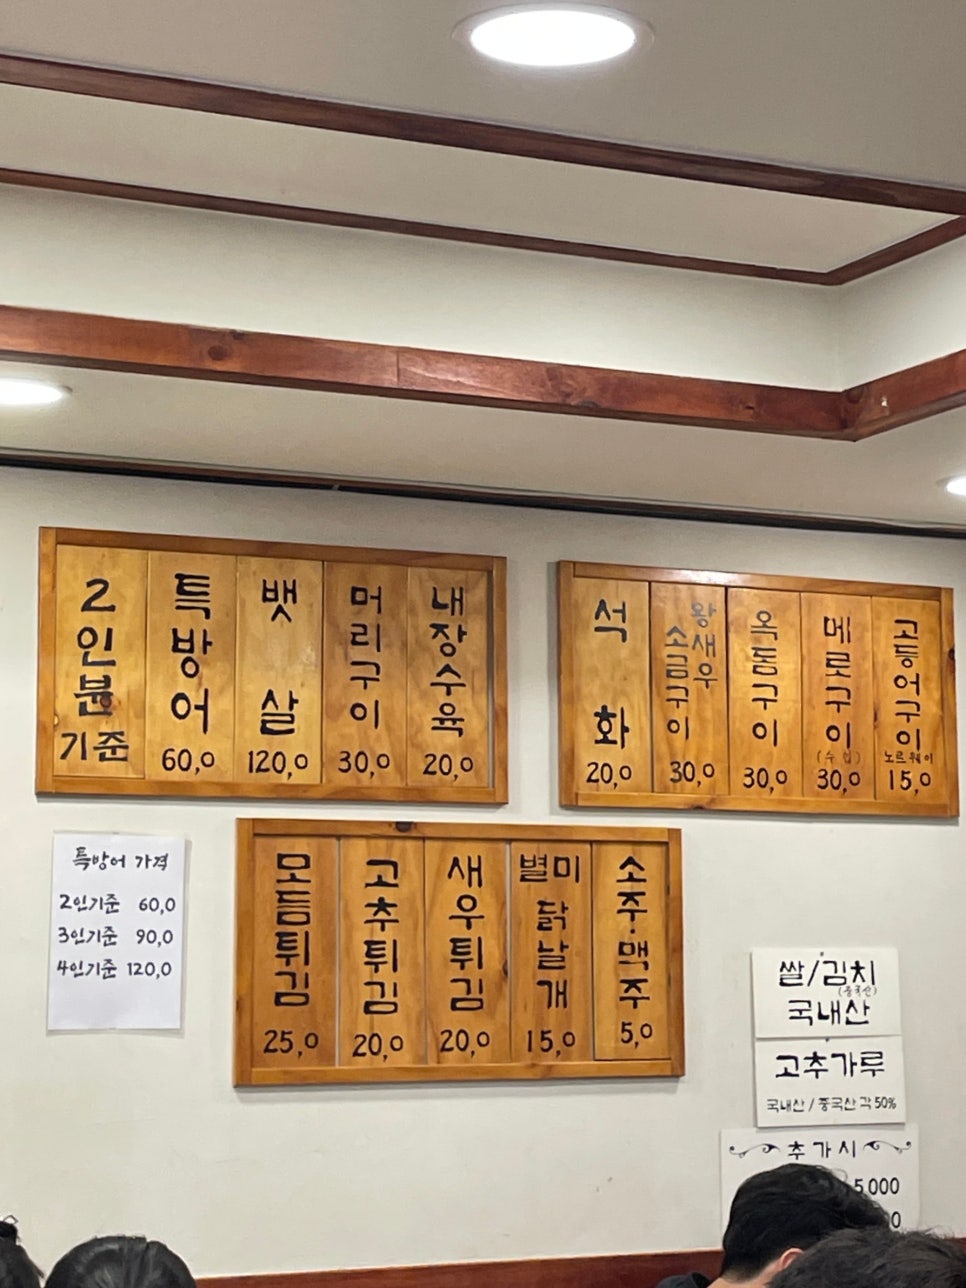 2인분
기준
특방어
60,0
뱃살
120,0
머리구이
30,0
내장수육
20,0
석화
20,0
왕새우
소금구이
30,0
옥돔구이
30,0
메로구이
(수입)
30,0
고등어구이
노르웨이
15,0
특방어 가격
2인기준 60,0
3인기준 90,0
4인기준 120,0
모듬튀김
25,0
고추튀김
20,0
새우튀김
20,0
별미
닭날개
15,0
소주·맥주
5,0
쌀/김치
(중국산)
국내산
고추가루
국내산/중국산 각 50%
추가시
5000